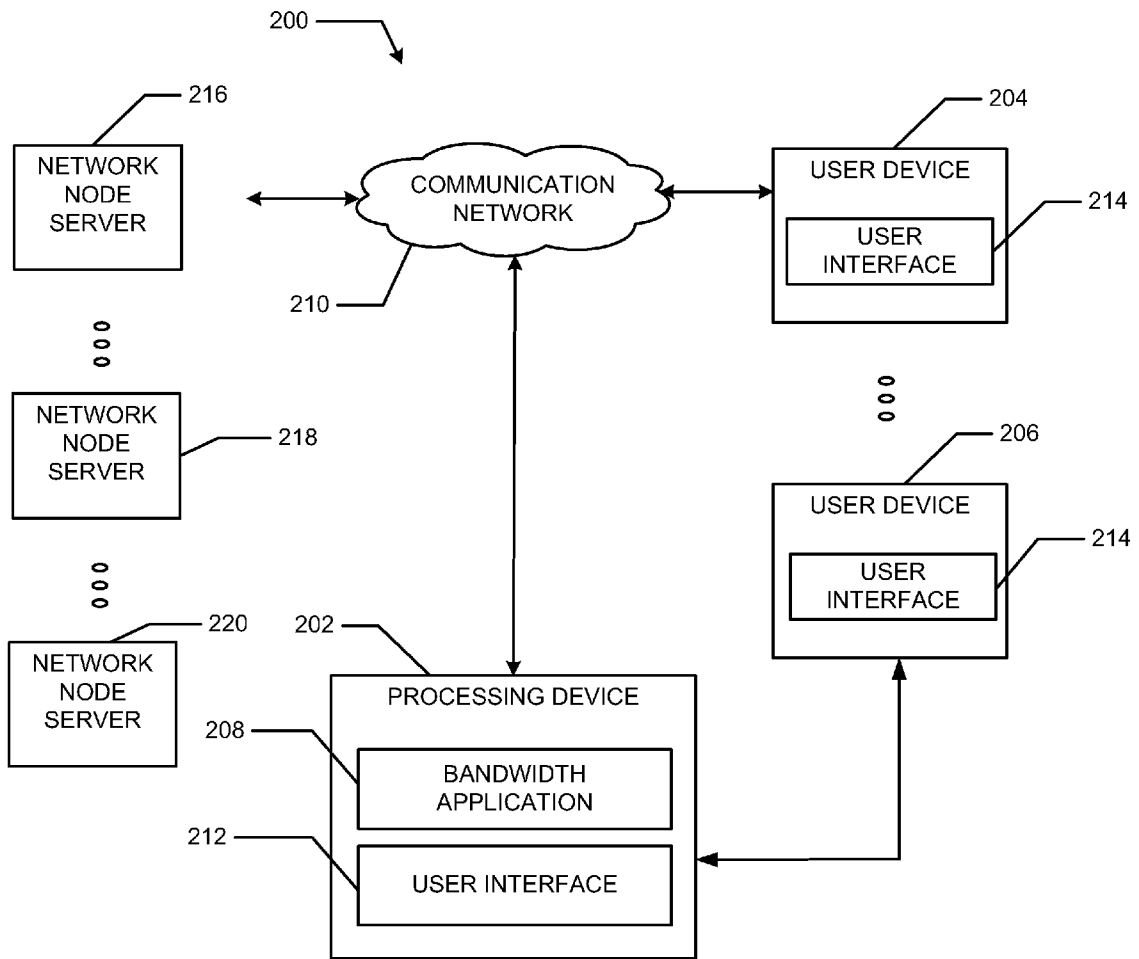 200
216
NETWORK
NODE
SERVER
COMMUNICATION
NETWORK
210
204
USER DEVICE
214
USER
INTERFACE
NETWORK
NODE
SERVER
218
206
USER DEVICE
214
USER
INTERFACE
220
NETWORK
NODE
SERVER
202
PROCESSING DEVICE
208
BANDWIDTH
APPLICATION
212
USER INTERFACE